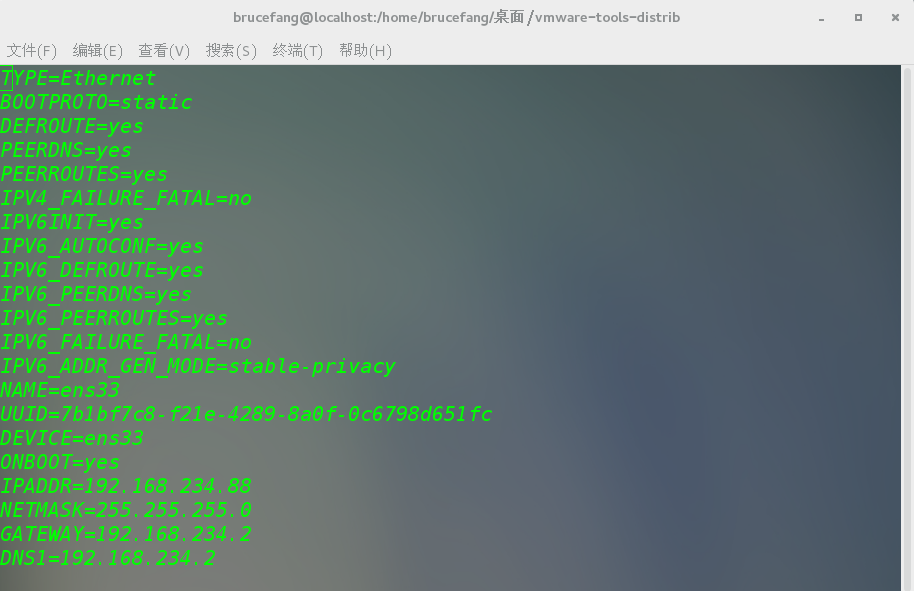 brucefang@localhost:/home/brucefang/桌面/vmware-tools-distrib
文件(F) 编辑(E) 查看(V) 搜索(S) 终端(T) 帮助(H)
TYPE=Ethernet
BOOTPROTO=static
DEFROUTE=yes
PEERDNS=yes
PEERROUTES=yes
IPV4_FAILURE_FATAL=no
IPV6INIT=yes
IPV6_AUTOCONF=yes
IPV6_DEFROUTE=yes
IPV6_PEERDNS=yes
IPV6_PEERROUTES=yes
IPV6_FAILURE_FATAL=no
IPV6_ADDR_GEN_MODE=stable-privacy
NAME=ens33
UUID=7b1bf7c8-f21e-4289-8a0f-0c6798d651fc
DEVICE=ens33
ONBOOT=yes
IPADDR=192.168.234.88
NETMASK=255.255.255.0
GATEWAY=192.168.234.2
DNS1=192.168.234.2